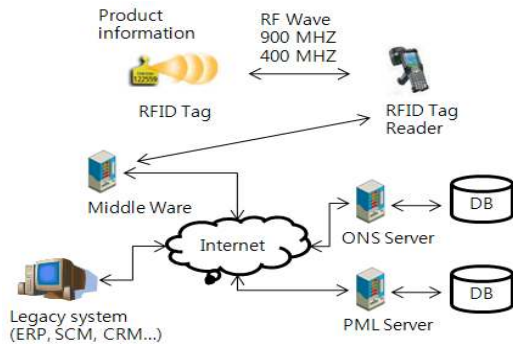 Product
information
RF Wave
900 MHZ
400 MHZ
122559
RFID Tag
RFID Tag
Reader
Middle Ware
Internet
ONS Server
DB
Legacy system
(ERP, SCM, CRM...)
PML Server
DB